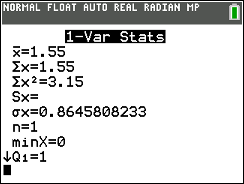 NORMAL FLOAT AUTO REAL RADIAN MP
1-Var Stats
x̄=1.55
Σx=1.55
Σx²=3.15
Sx=
σx=0.8645808233
n=1
minX=0
↓Q₁=1